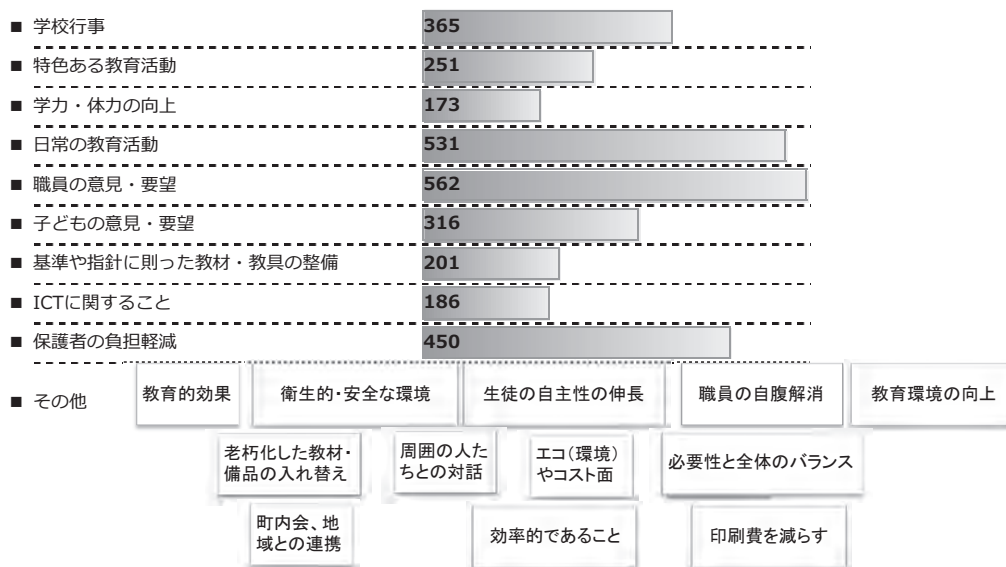 ■ 学校行事 365
■ 特色ある教育活動 251
■ 学力・体力の向上 173
■ 日常の教育活動 531
■ 職員の意見・要望 562
■ 子どもの意見・要望 316
■ 基準や指針に則った教材・教具の整備 201
■ ICTに関すること 186
■ 保護者の負担軽減 450
■ その他
教育的効果
衛生的・安全な環境
生徒の自主性の伸長
職員の自腹解消
教育環境の向上
老朽化した教材・
備品の入れ替え
周囲の人た
ちとの対話
エコ(環境)
やコスト面
必要性と全体のバランス
町内会、地
域との連携
効率的であること
印刷費を減らす